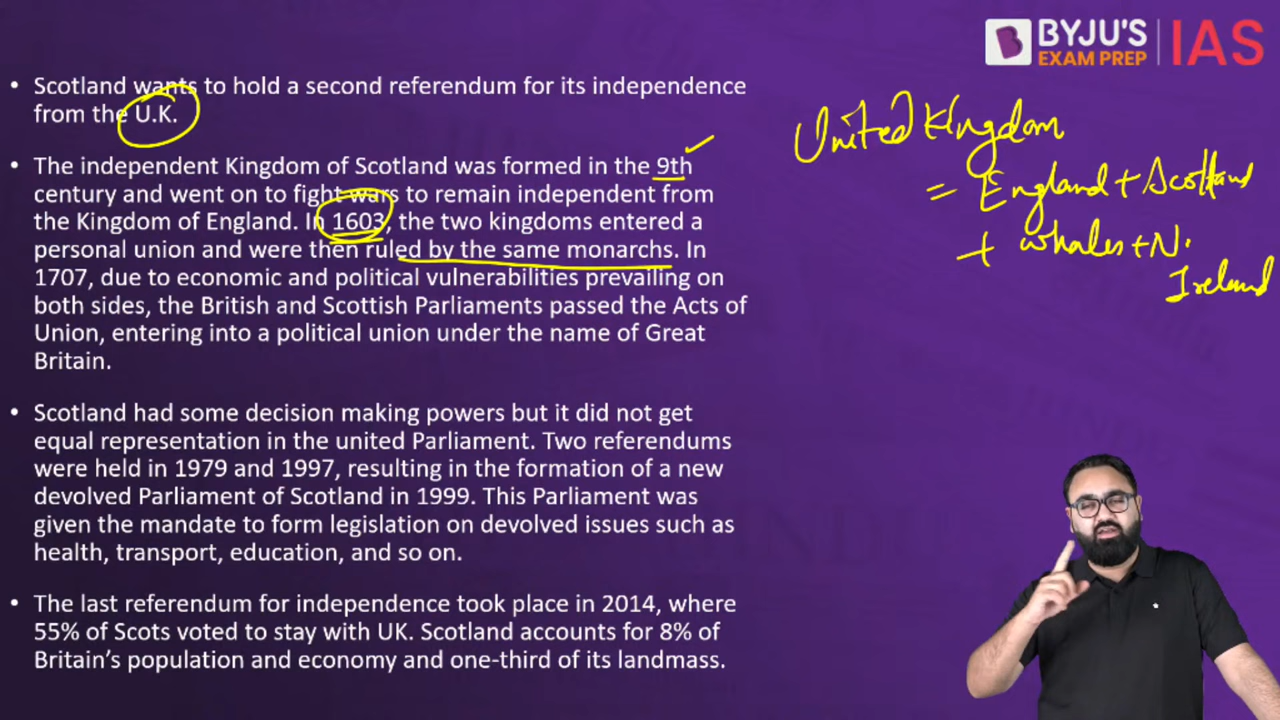 BYJU'S
EXAM PREP
IAS
• Scotland wants to hold a second referendum for its independence
from the U.K.
• The independent Kingdom of Scotland was formed in the 9th
century and went on to fight wars to remain independent from
the Kingdom of England. In 1603, the two kingdoms entered a
personal union and were then ruled by the same monarchs. In
1707, due to economic and political vulnerabilities prevailing on
both sides, the British and Scottish Parliaments passed the Acts of
Union, entering into a political union under the name of Great
Britain.
• Scotland had some decision making powers but it did not get
equal representation in the united Parliament. Two referendums
were held in 1979 and 1997, resulting in the formation of a new
devolved Parliament of Scotland in 1999. This Parliament was
given the mandate to form legislation on devolved issues such as
health, transport, education, and so on.
• The last referendum for independence took place in 2014, where
55% of Scots voted to stay with UK. Scotland accounts for 8% of
Britain's population and economy and one-third of its landmass.
United Kingdom
= England + Scotland
+ Whales + N.
Ireland